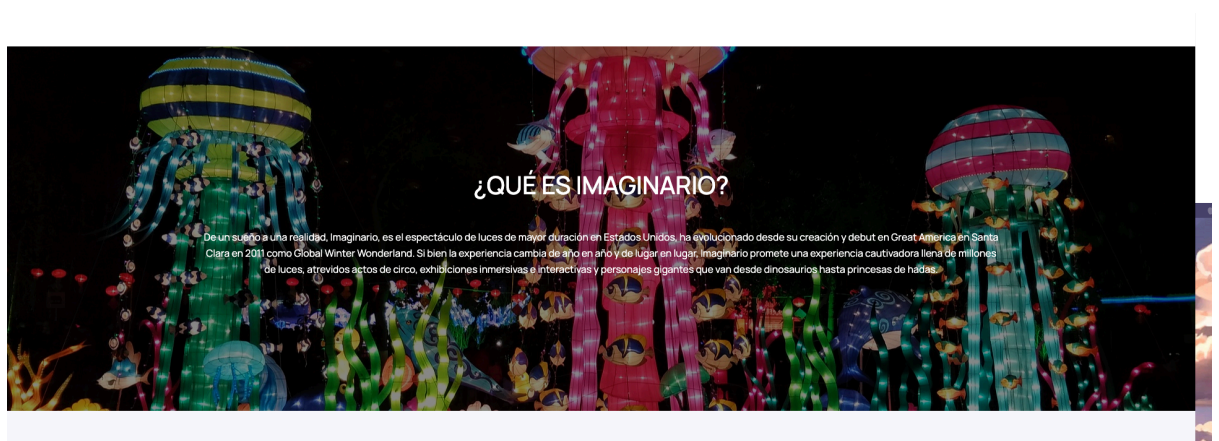 ¿QUÉ ES IMAGINARIO?
De un sueño a una realidad, Imaginario, es el espectáculo de luces de mayor duración en Estados Unidos, ha evolucionado desde su creación y debut en Great America en Santa
Clara en 2011 como Global Winter Wonderland. Si bien la experiencia cambia de año en año y de lugar en lugar, Imaginario promete una experiencia cautivadora llena de millones
de luces, atrevidos actos de circo, exhibiciones inmersivas e interactivas y personajes gigantes que van desde dinosaurios hasta princesas de hadas.